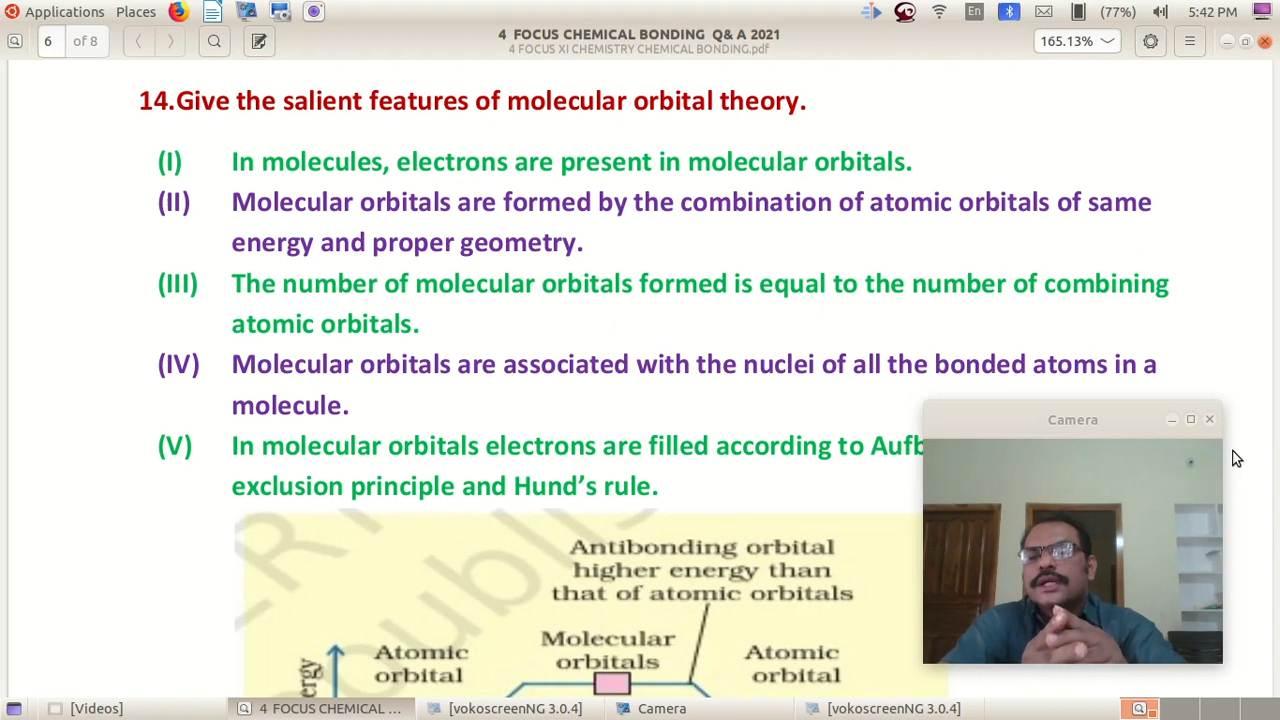 Applications Places En (77%) 5:42 PM
6 of 8 4 FOCUS CHEMICAL BONDING Q& A 2021 165.13%
4 FOCUS XI CHEMISTRY CHEMICAL BONDING.pdf
14.Give the salient features of molecular orbital theory.
(I) In molecules, electrons are present in molecular orbitals.
(II) Molecular orbitals are formed by the combination of atomic orbitals of same
energy and proper geometry.
(III) The number of molecular orbitals formed is equal to the number of combining
atomic orbitals.
(IV) Molecular orbitals are associated with the nuclei of all the bonded atoms in a
molecule.
(V) In molecular orbitals electrons are filled according to
exclusion principle and Hund’s rule.
Camera
Antibonding orbital
higher energy than
that of atomic orbitals
Molecular
orbitals
Atomic
orbital
Atomic
orbital
[Videos] 4 FOCUS CHEMICAL ... [vokoscreenNG 3.0.4] Camera [vokoscreenNG 3.0.4]